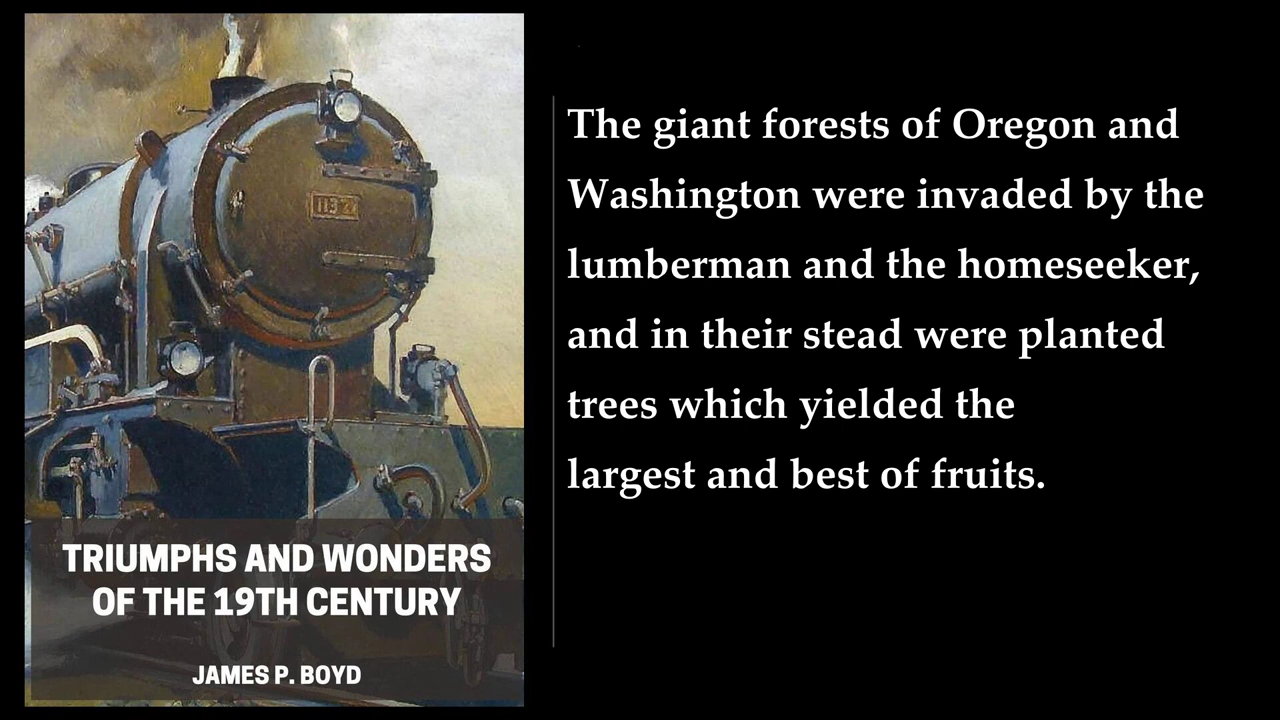 The giant forests of Oregon and
Washington were invaded by the
lumberman and the homeseeker,
and in their stead were planted
trees which yielded the
largest and best of fruits.
TRIUMPHS AND WONDERS
OF THE 19TH CENTURY
JAMES P. BOYD